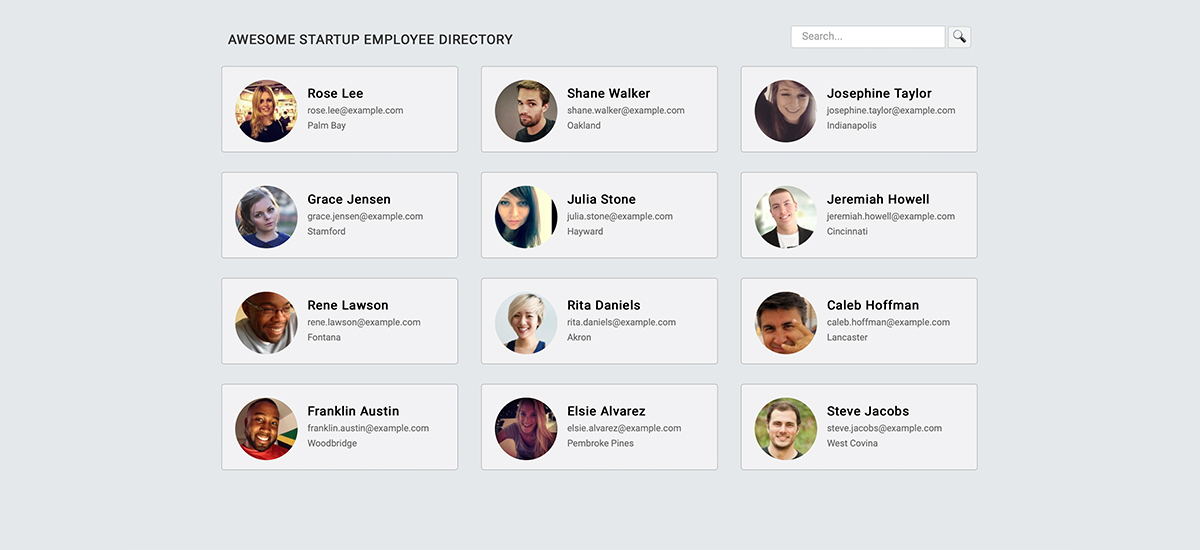 AWESOME STARTUP EMPLOYEE DIRECTORY
Search...
Rose Lee
rose.lee@example.com
Palm Bay
Shane Walker
shane.walker@example.com
Oakland
Josephine Taylor
josephine.taylor@example.com
Indianapolis
Grace Jensen
grace.jensen@example.com
Stamford
Julia Stone
julia.stone@example.com
Hayward
Jeremiah Howell
jeremiah.howell@example.com
Cincinnati
Rene Lawson
rene.lawson@example.com
Fontana
Rita Daniels
rita.daniels@example.com
Akron
Caleb Hoffman
caleb.hoffman@example.com
Lancaster
Franklin Austin
franklin.austin@example.com
Woodbridge
Elsie Alvarez
elsie.alvarez@example.com
Pembroke Pines
Steve Jacobs
steve.jacobs@example.com
West Covina